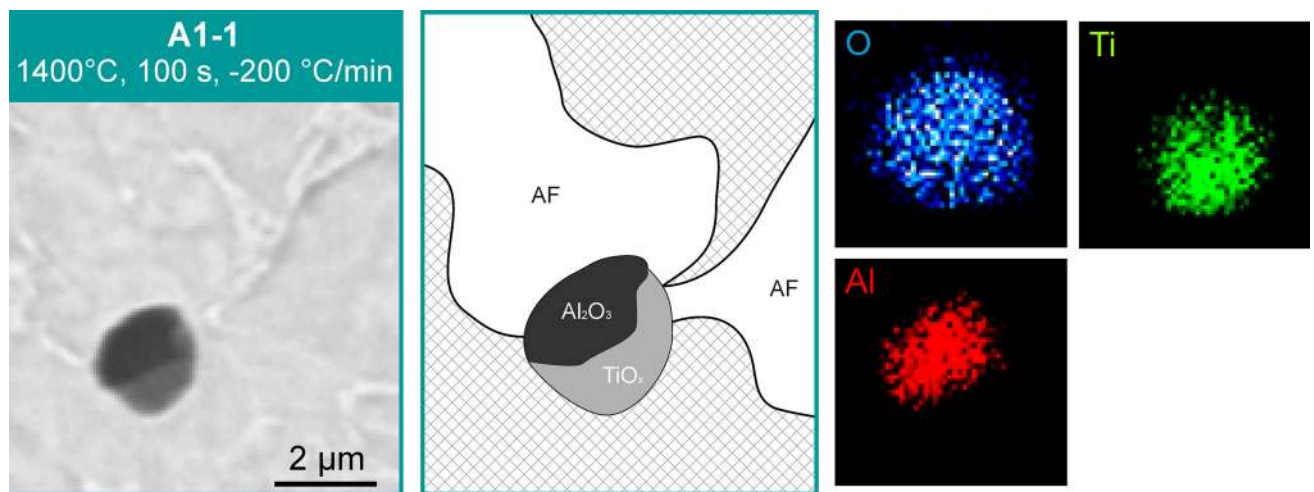 A1-1
1400°C, 100 s, -200 °C/min
2 µm
AF
AF
Al₂O₃
TiOₓ
O
Ti
Al